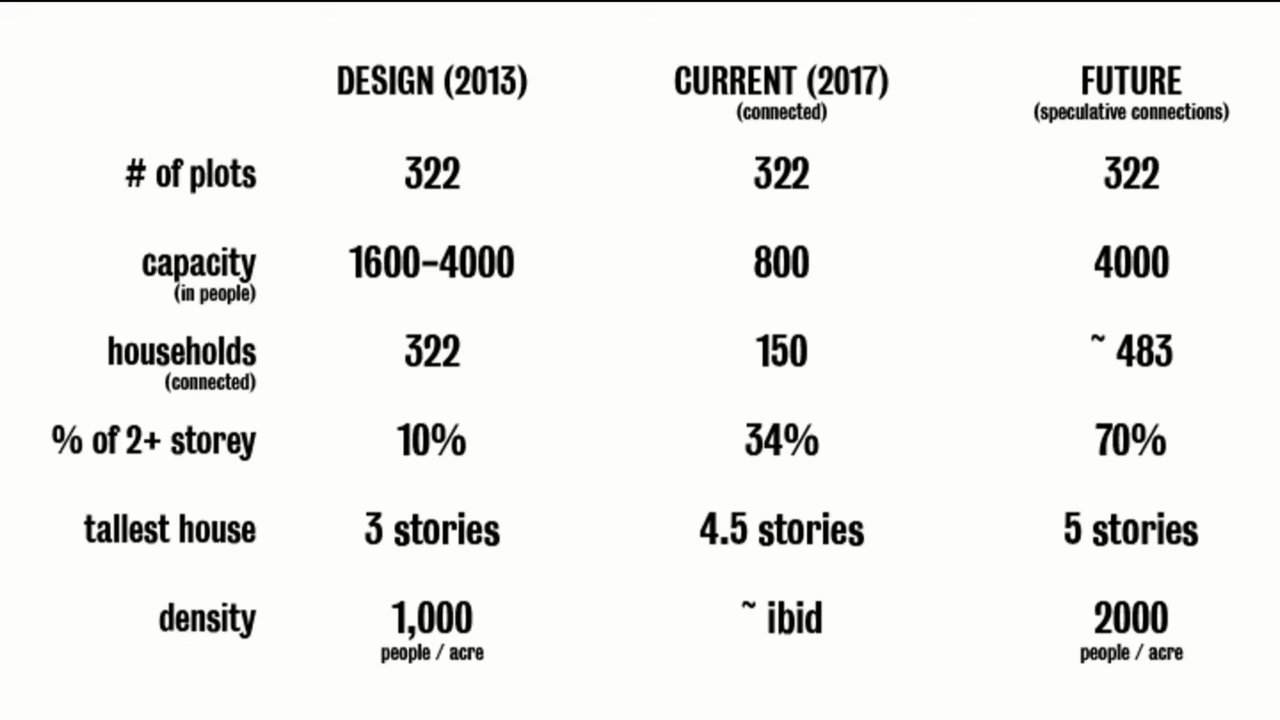 DESIGN (2013) CURRENT (2017) FUTURE
(connected) (speculative connections)
# of plots 322 322 322
capacity 1600–4000 800 4000
(in people)
households 322 150 ~ 483
(connected)
% of 2+ storey 10% 34% 70%
tallest house 3 stories 4.5 stories 5 stories
density 1,000 ~ ibid 2000
people / acre people / acre